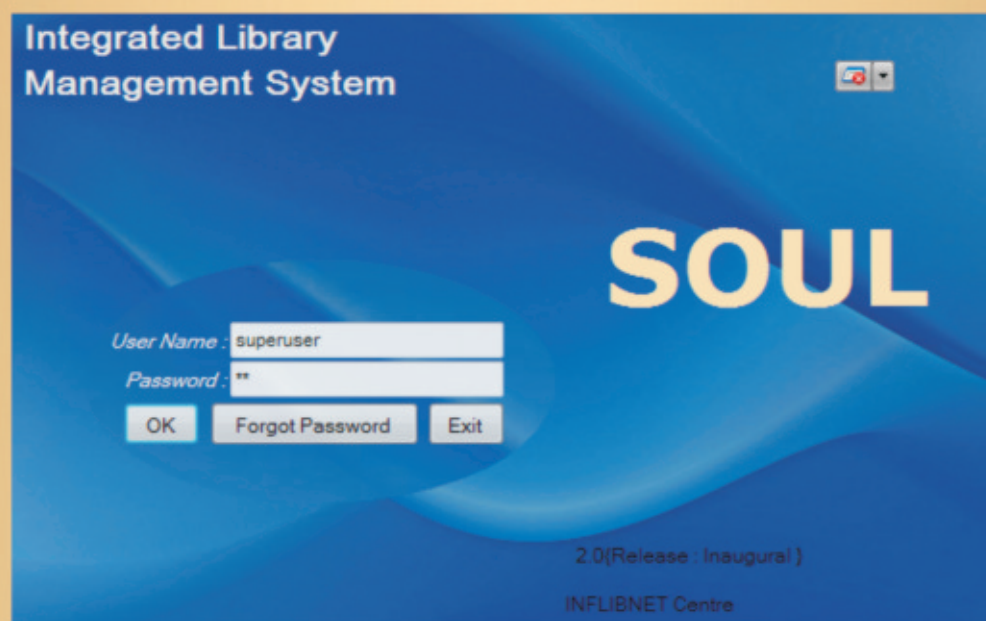 Integrated Library
Management System
SOUL
User Name : superuser
Password : **
OK Forgot Password Exit
2.0{Release : Inaugural }
INFLIBNET Centre